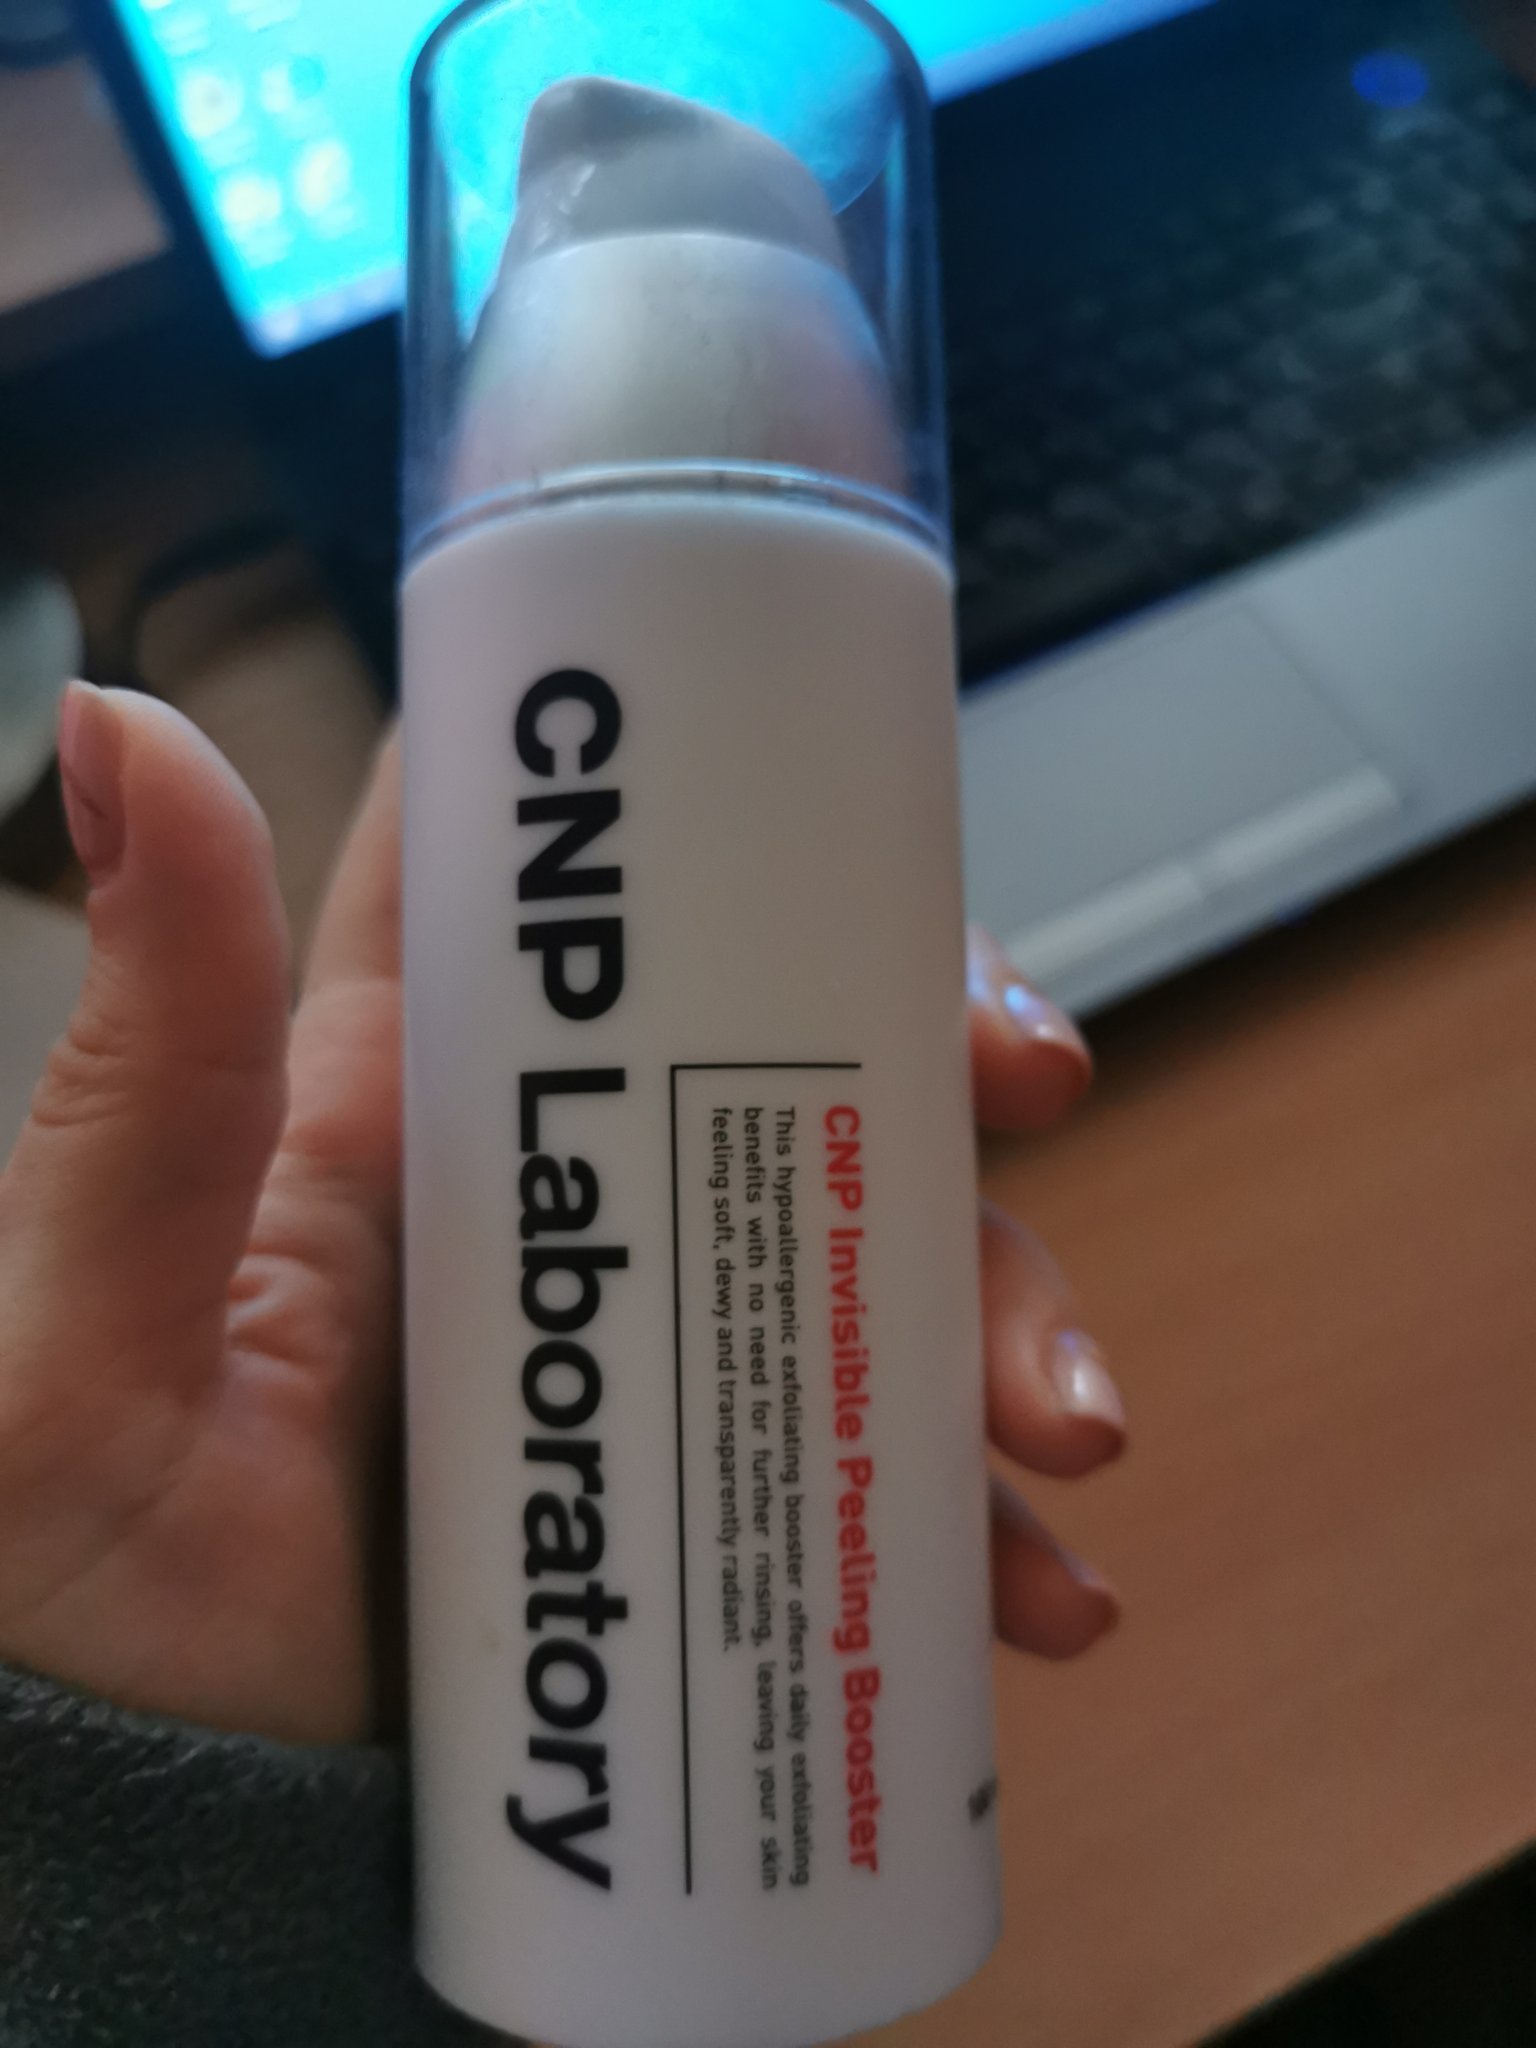 CNP Laboratory
CNP Invisible Peeling Booster
This hypoallergenic exfoliating booster offers daily exfoliating
benefits with no need for further rinsing, leaving your skin
feeling soft, dewy and transparently radiant.